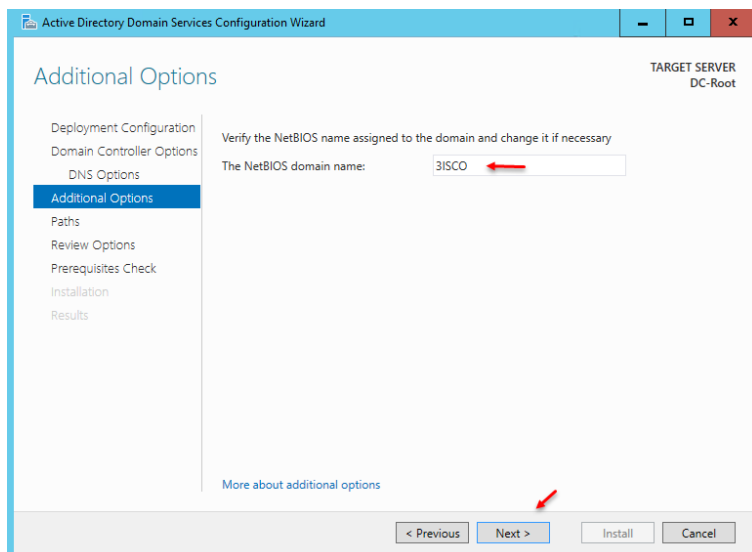 Active Directory Domain Services Configuration Wizard
Additional Options
TARGET SERVER
DC-Root
Deployment Configuration
Domain Controller Options
DNS Options
Additional Options
Paths
Review Options
Prerequisites Check
Installation
Results
Verify the NetBIOS name assigned to the domain and change it if necessary
The NetBIOS domain name: 3ISCO
More about additional options
< Previous Next > Install Cancel